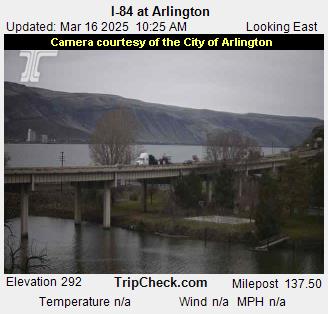 I-84 at Arlington
Updated: Mar 16 2025 10:25 AM Looking East
Camera courtesy of the City of Arlington
Elevation 292 TripCheck.com Milepost 137.50
Temperature n/a Wind n/a MPH n/a